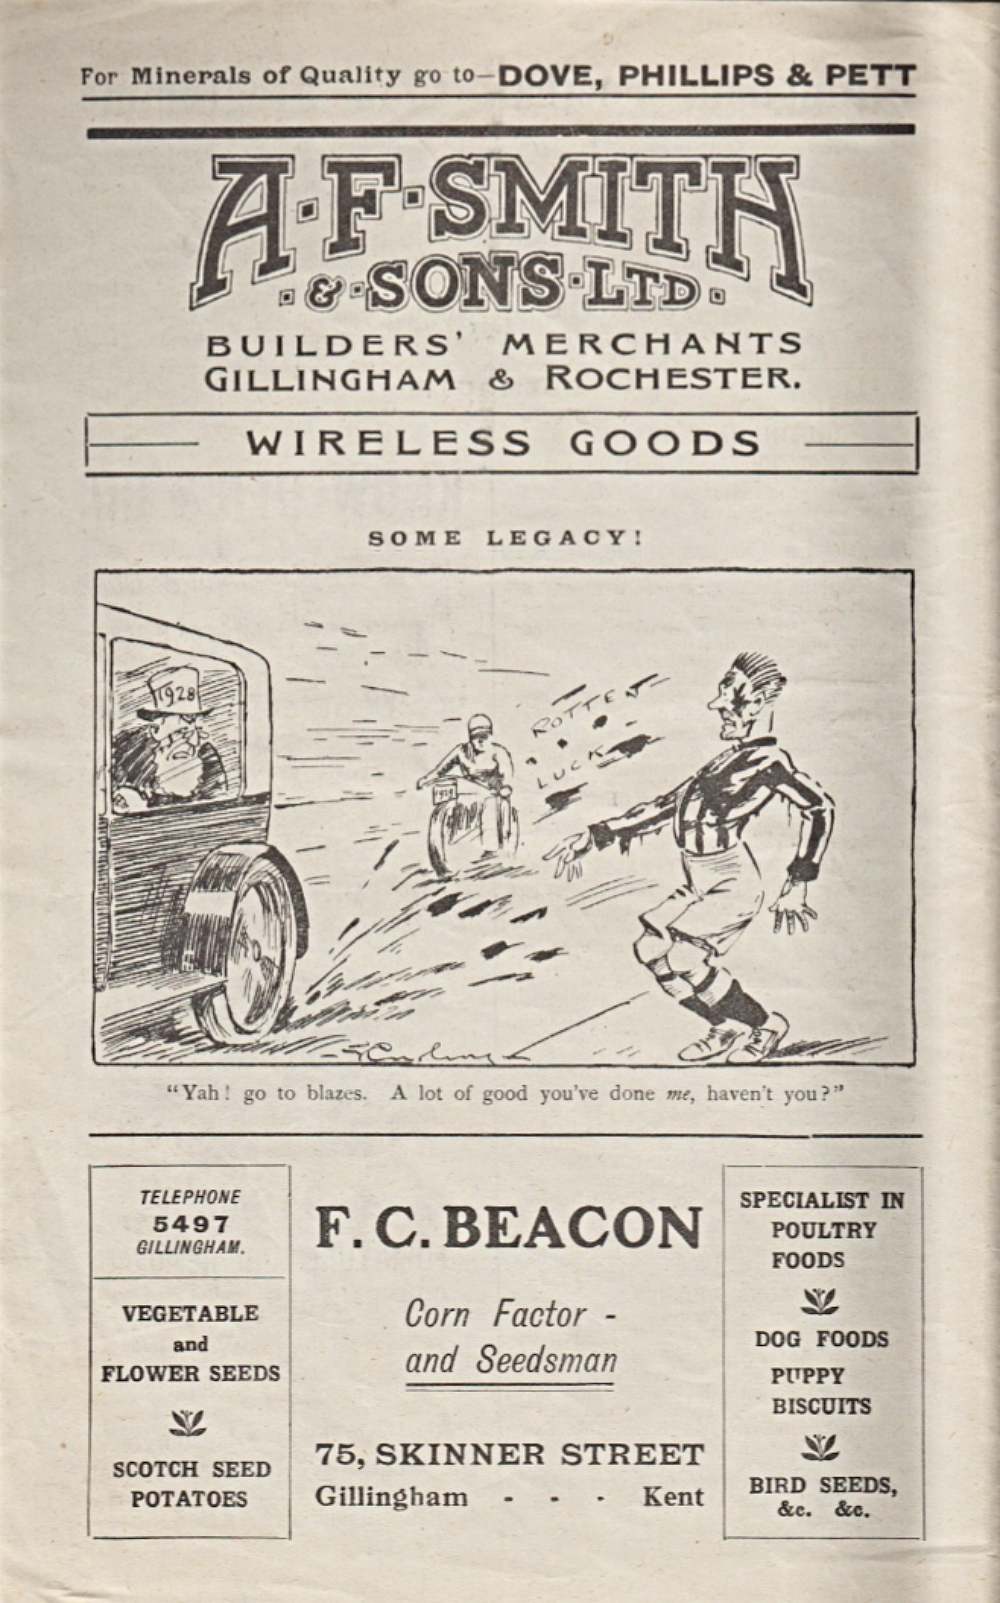 For Minerals of Quality go to—DOVE, PHILLIPS & PETT
A·F·SMITH
·&·SONS·LTD·
BUILDERS' MERCHANTS
GILLINGHAM & ROCHESTER.
WIRELESS GOODS
SOME LEGACY!
1928
ROTTEN
LUCK
1929
"Yah! go to blazes. A lot of good you've done me, haven't you?"
TELEPHONE
5497
GILLINGHAM.
VEGETABLE
and
FLOWER SEEDS
SCOTCH SEED
POTATOES
F. C. BEACON
Corn Factor -
and Seedsman
75, SKINNER STREET
Gillingham - - - Kent
SPECIALIST IN
POULTRY
FOODS
DOG FOODS
PUPPY
BISCUITS
BIRD SEEDS,
&c. &c.